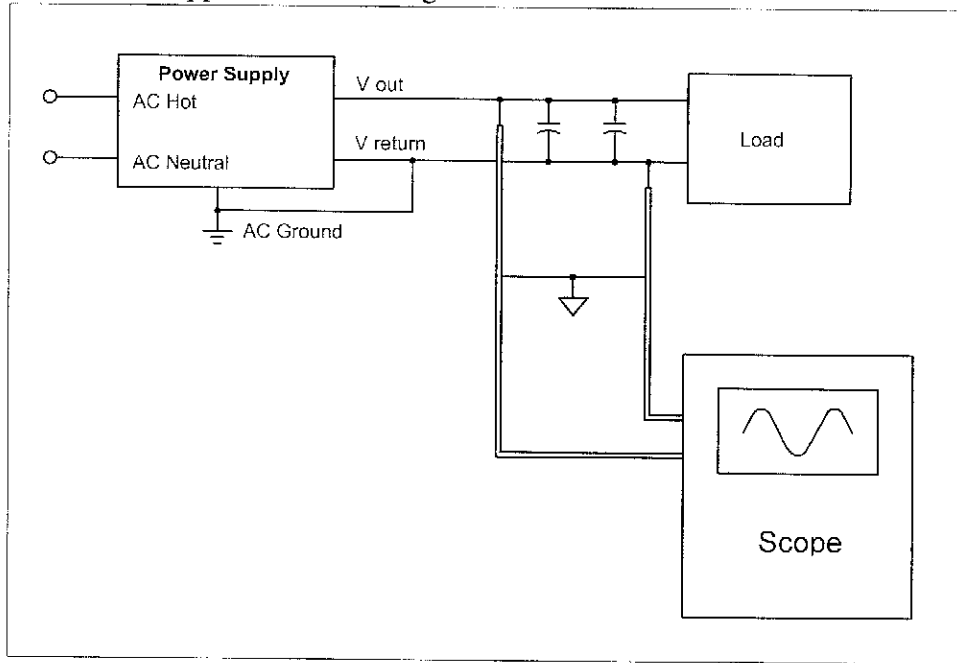 Power Supply
AC Hot
V out
V return
AC Neutral
AC Ground
Load
Scope